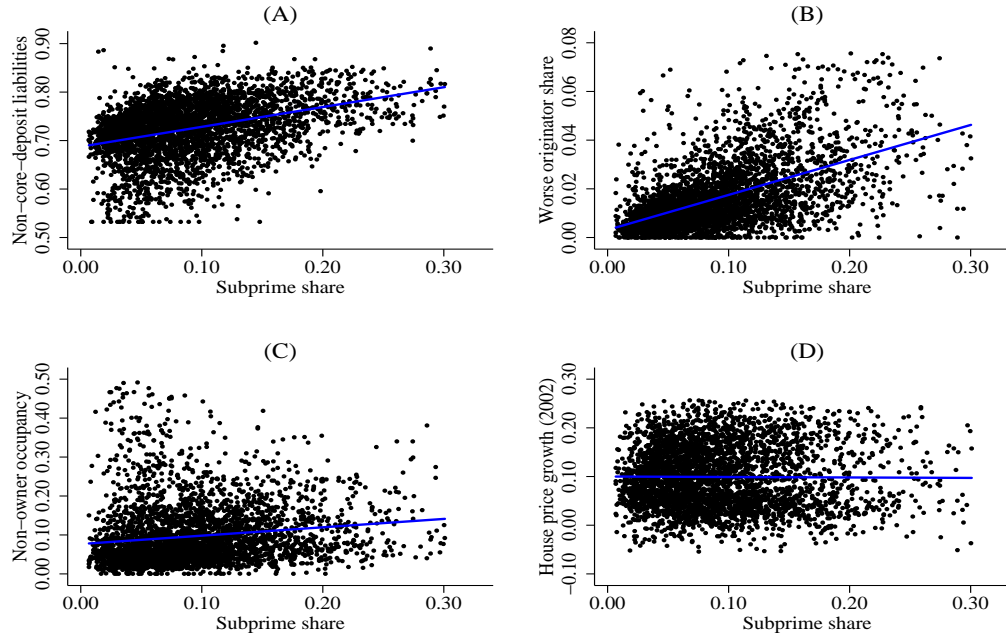 (A)
Non−core−deposit liabilities
0.50 0.60 0.70 0.80 0.90
0.00 0.10 0.20 0.30
Subprime share
(B)
Worse originator share
0.00 0.02 0.04 0.06 0.08
0.00 0.10 0.20 0.30
Subprime share
(C)
Non−owner occupancy
0.00 0.10 0.20 0.30 0.40 0.50
0.00 0.10 0.20 0.30
Subprime share
(D)
House price growth (2002)
−0.10 0.00 0.10 0.20 0.30
0.00 0.10 0.20 0.30
Subprime share